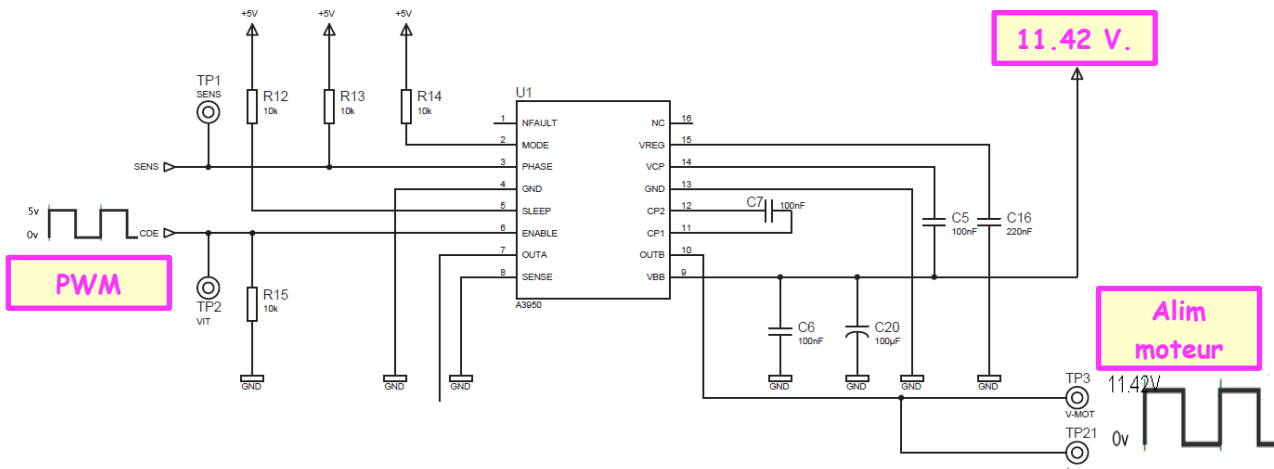 +5V
+5V
+5V
11.42 V.
TP1
SENS
R12
10k
R13
10k
R14
10k
U1
1
NFAULT
NC
16
2
MODE
VREG
15
3
PHASE
VCP
14
4
GND
GND
13
5
SLEEP
CP2
12
6
ENABLE
CP1
11
7
OUTA
OUTB
10
8
SENSE
VBB
9
A3950
SENS
5v
0v
CDE
PWM
TP2
VIT
R15
10k
C7
100nF
C5
100nF
C16
220nF
C6
100nF
C20
100µF
GND
GND
GND
GND
GND
GND
GND
Alim
moteur
TP3
V-MOT
11.42V
0v
TP21